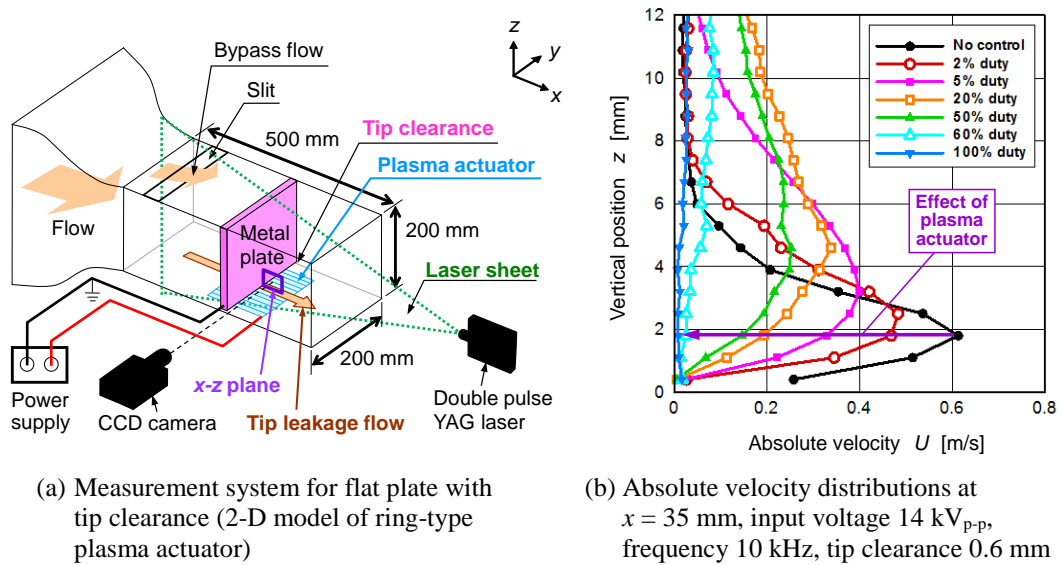 z
y
x
Bypass flow
Slit
500 mm
Tip clearance
Plasma actuator
Flow
Metal
plate
200 mm
Laser sheet
200 mm
x-z plane
Power
supply
CCD camera
Tip leakage flow
Double pulse
YAG laser
(a) Measurement system for flat plate with
tip clearance (2-D model of ring-type
plasma actuator)
12
10
8
6
4
2
0
Vertical position z [mm]
No control
2% duty
5% duty
20% duty
50% duty
60% duty
100% duty
Effect of
plasma
actuator
0 0.2 0.4 0.6 0.8
Absolute velocity U [m/s]
(b) Absolute velocity distributions at
x = 35 mm, input voltage 14 kVp-p,
frequency 10 kHz, tip clearance 0.6 mm